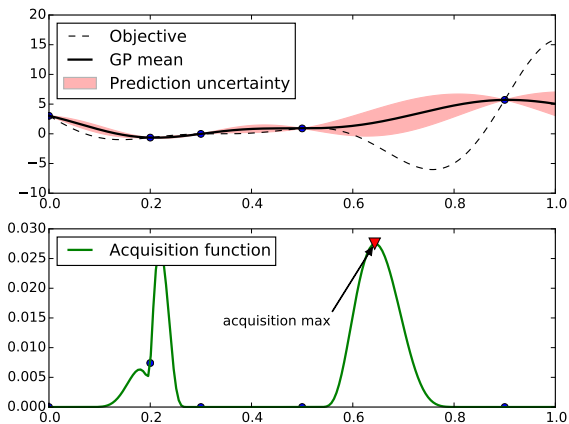 20
15
10
5
0
−5
−10
Objective
GP mean
Prediction uncertainty
0.0 0.2 0.4 0.6 0.8 1.0
0.030
0.025
0.020
0.015
0.010
0.005
0.000
Acquisition function
acquisition max
0.0 0.2 0.4 0.6 0.8 1.0